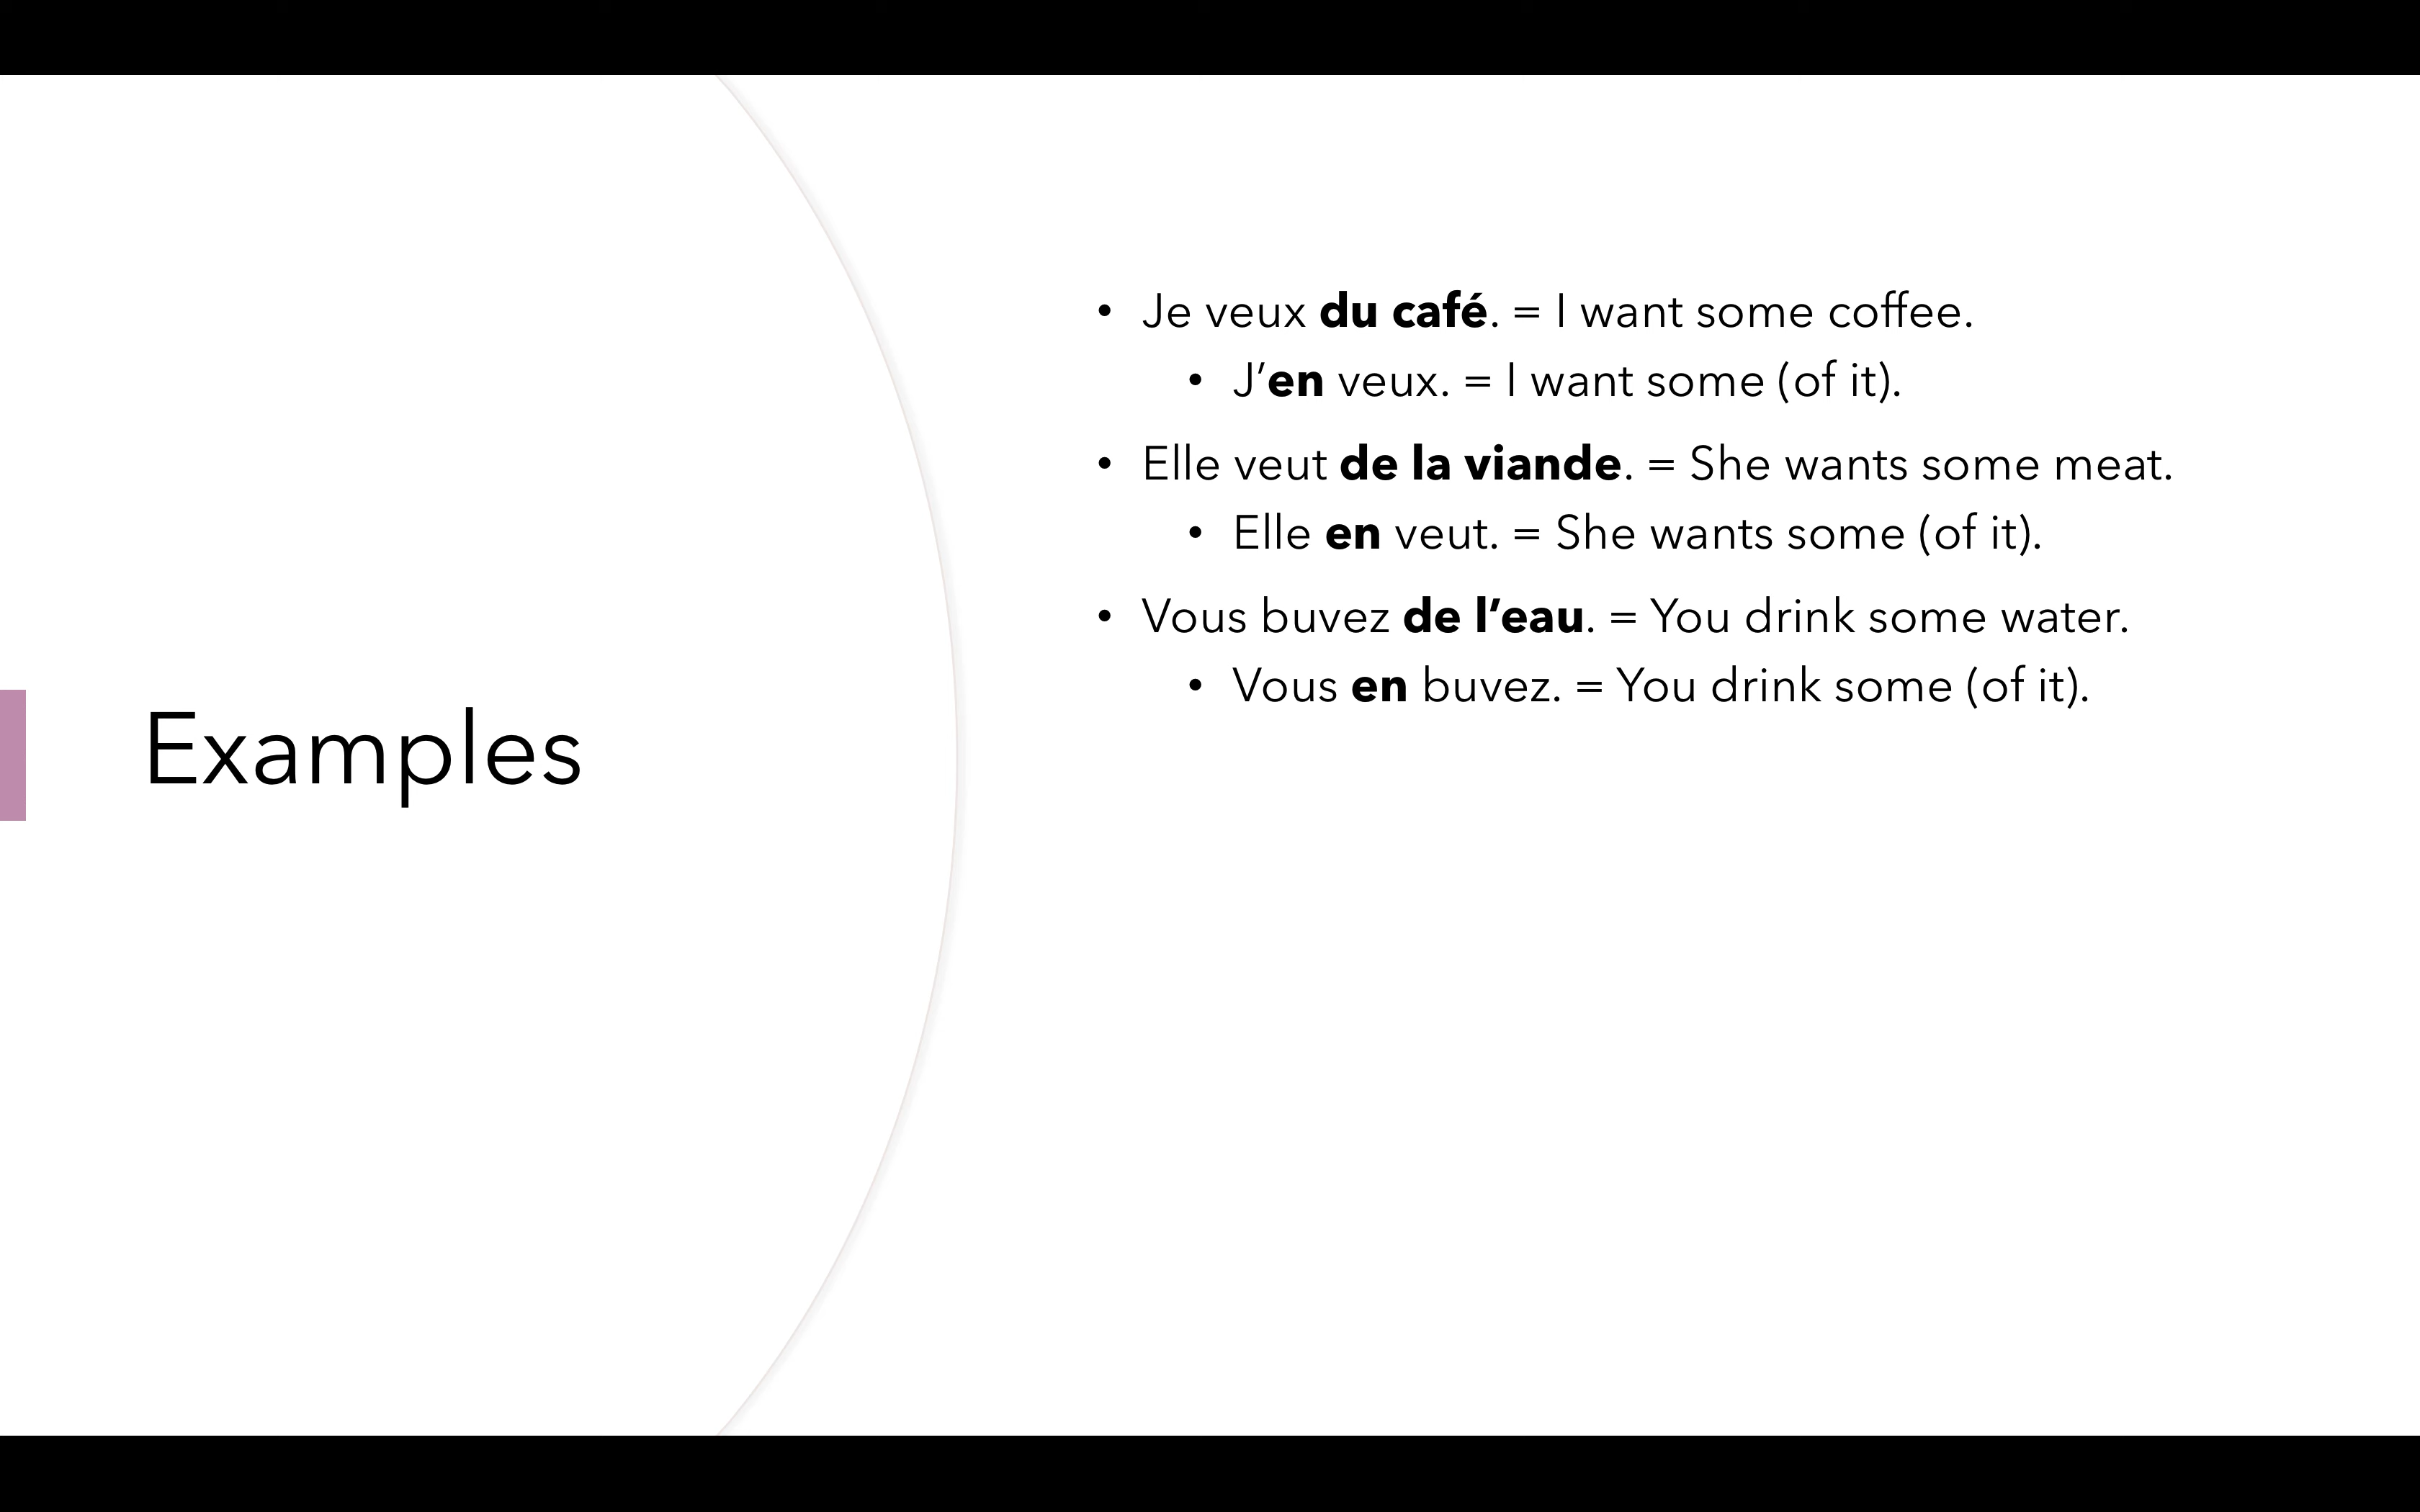 Examples
• Je veux du café. = I want some coffee.
• J’en veux. = I want some (of it).
• Elle veut de la viande. = She wants some meat.
• Elle en veut. = She wants some (of it).
• Vous buvez de l’eau. = You drink some water.
• Vous en buvez. = You drink some (of it).